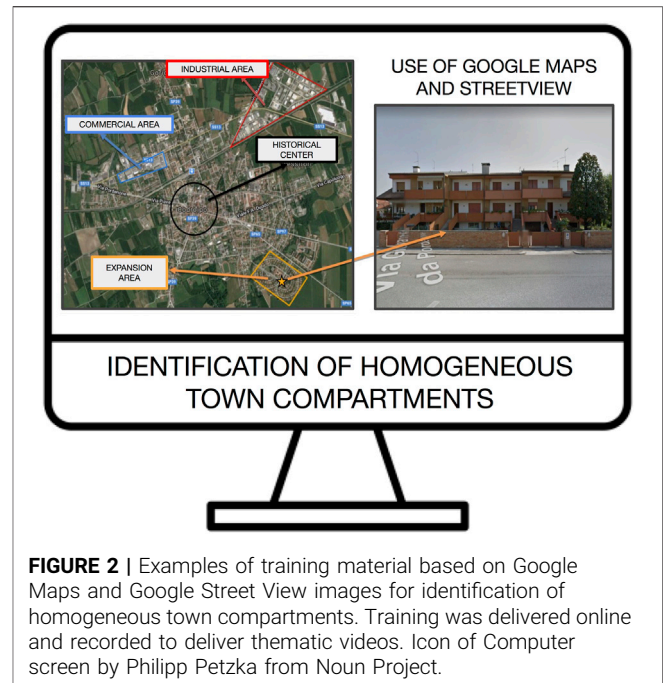 INDUSTRIAL AREA
COMMERCIAL AREA
HISTORICAL
CENTER
EXPANSION
AREA
USE OF GOOGLE MAPS
AND STREETVIEW
da
IDENTIFICATION OF HOMOGENEOUS
TOWN COMPARTMENTS
FIGURE 2 | Examples of training material based on Google
Maps and Google Street View images for identification of
homogeneous town compartments. Training was delivered online
and recorded to deliver thematic videos. Icon of Computer
screen by Philipp Petzka from Noun Project.